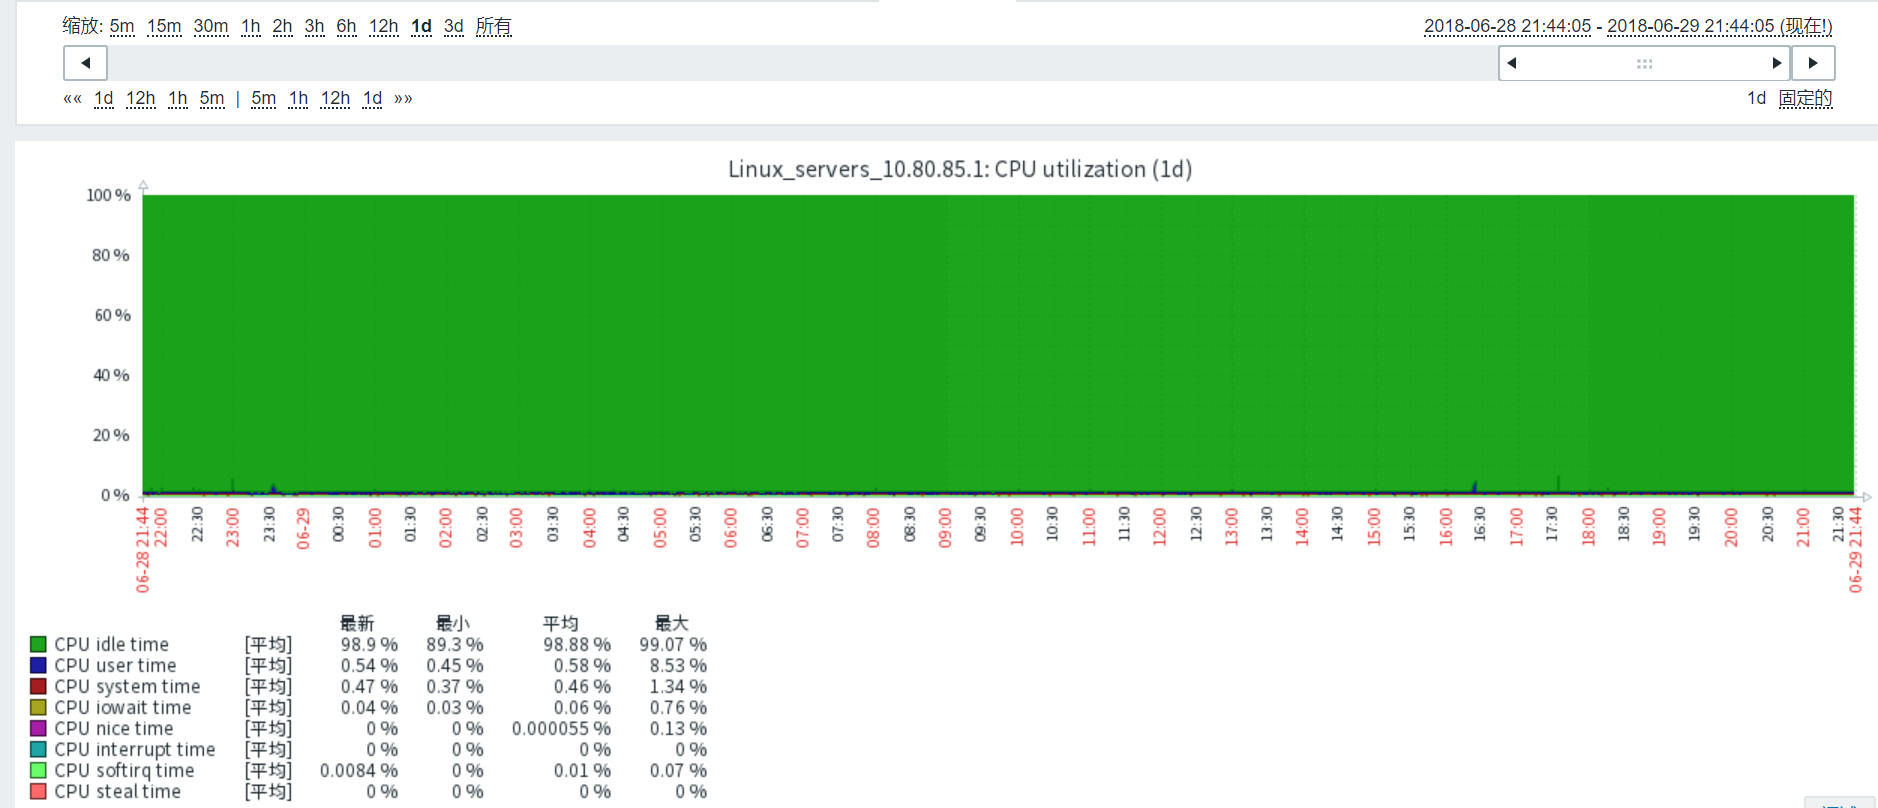 缩放: 5m 15m 30m 1h 2h 3h 6h 12h 1d 3d 所有 2018-06-28 21:44:05 - 2018-06-29 21:44:05 (现在!)
«« 1d 12h 1h 5m | 5m 1h 12h 1d »» 1d 固定的
Linux_servers_10.80.85.1: CPU utilization (1d)
100 %
80 %
60 %
40 %
20 %
0 %
06-28 21:44 22:00 22:30 23:00 23:30 06-29 00:30 01:00 01:30 02:00 02:30 03:00 03:30 04:00 04:30 05:00 05:30 06:00 06:30 07:00 07:30 08:00 08:30 09:00 09:30 10:00 10:30 11:00 11:30 12:00 12:30 13:00 13:30 14:00 14:30 15:00 15:30 16:00 16:30 17:00 17:30 18:00 18:30 19:00 19:30 20:00 20:30 21:00 21:30 06-29 21:44
最新 最小 平均 最大
CPU idle time [平均] 98.9 % 89.3 % 98.88 % 99.07 %
CPU user time [平均] 0.54 % 0.45 % 0.58 % 8.53 %
CPU system time [平均] 0.47 % 0.37 % 0.46 % 1.34 %
CPU iowait time [平均] 0.04 % 0.03 % 0.06 % 0.76 %
CPU nice time [平均] 0 % 0 % 0.000055 % 0.13 %
CPU interrupt time [平均] 0 % 0 % 0 % 0 %
CPU softirq time [平均] 0.0084 % 0 % 0.01 % 0.07 %
CPU steal time [平均] 0 % 0 % 0 % 0 %